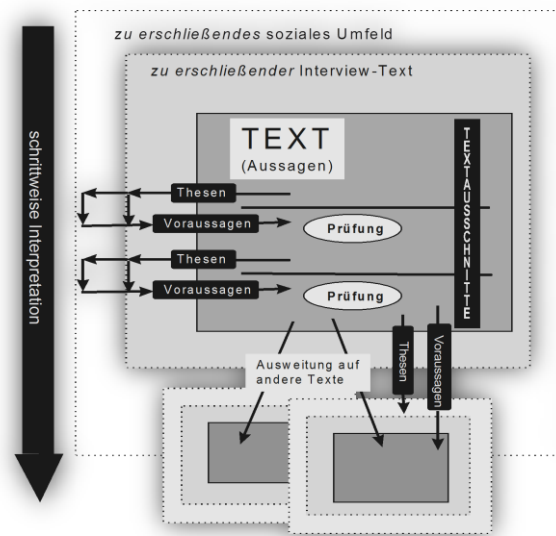 zu erschließendes soziales Umfeld
zu erschließender Interview-Text
schrittweise Interpretation
TEXT
(Aussagen)
TEXTAUSSCHNITTE
Thesen
Voraussagen
Prüfung
Thesen
Voraussagen
Prüfung
Ausweitung auf
andere Texte
Thesen
Voraussagen